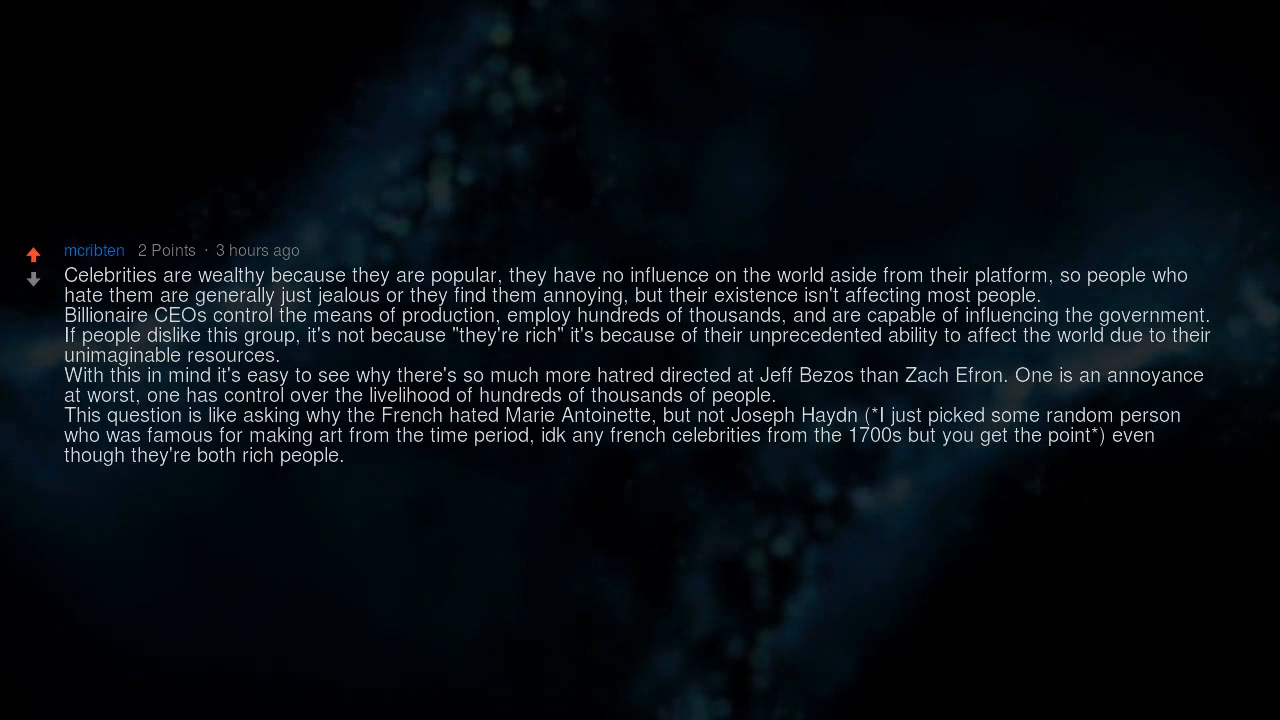 mcribten 2 Points · 3 hours ago
Celebrities are wealthy because they are popular, they have no influence on the world aside from their platform, so people who
hate them are generally just jealous or they find them annoying, but their existence isn't affecting most people.
Billionaire CEOs control the means of production, employ hundreds of thousands, and are capable of influencing the government.
If people dislike this group, it's not because "they're rich" it's because of their unprecedented ability to affect the world due to their
unimaginable resources.
With this in mind it's easy to see why there's so much more hatred directed at Jeff Bezos than Zach Efron. One is an annoyance
at worst, one has control over the livelihood of hundreds of thousands of people.
This question is like asking why the French hated Marie Antoinette, but not Joseph Haydn (*I just picked some random person
who was famous for making art from the time period, idk any french celebrities from the 1700s but you get the point*) even
though they're both rich people.